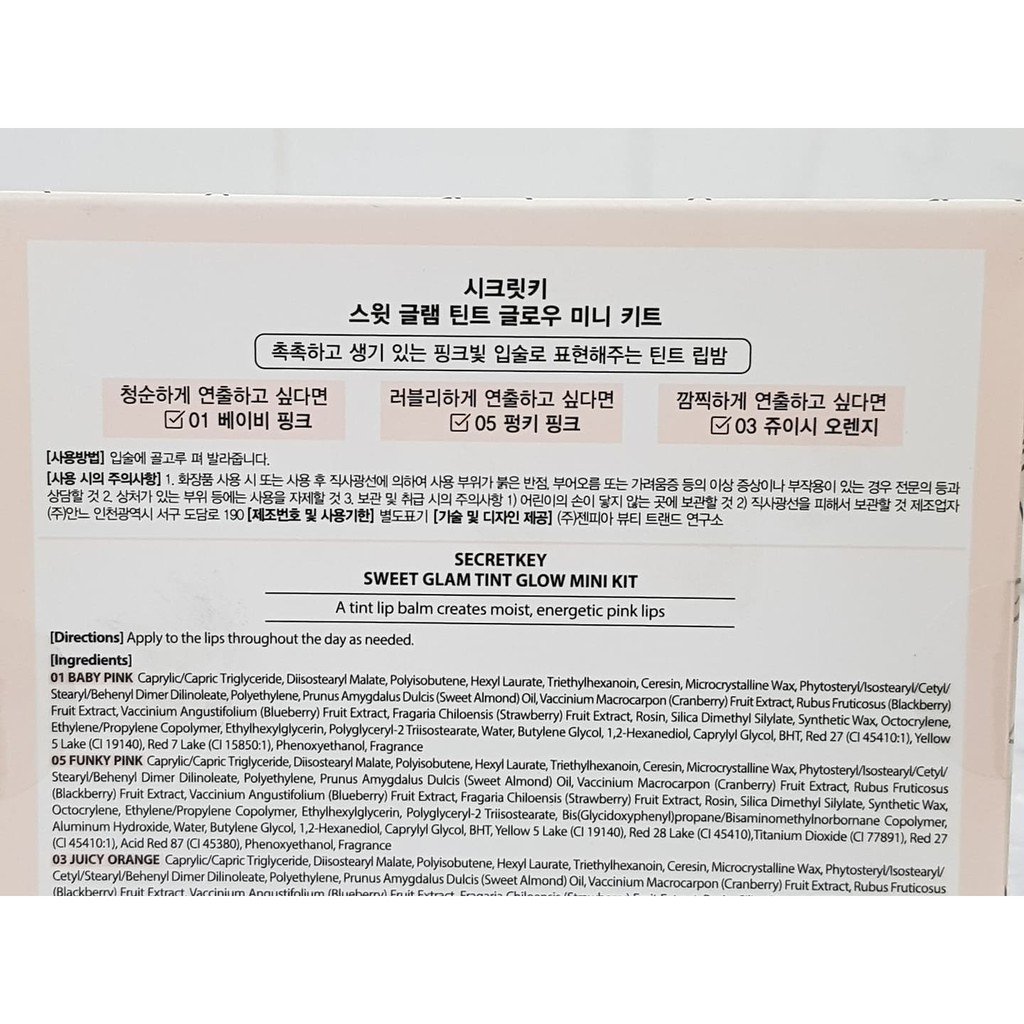 시크릿키
스윗 글램 틴트 글로우 미니 키트
촉촉하고 생기 있는 핑크빛 입술로 표현해주는 틴트 립밤
청순하게 연출하고 싶다면
01 베이비 핑크
러블리하게 연출하고 싶다면
05 펑키 핑크
깜찍하게 연출하고 싶다면
03 쥬이시 오렌지
[사용방법] 입술에 골고루 펴 발라줍니다.
[사용 시의 주의사항] 1. 화장품 사용 시 또는 사용 후 직사광선에 의하여 사용 부위가 붉은 반점, 부어오름 또는 가려움증 등의 이상 증상이나 부작용이 있는 경우 전문의 등과
상담할 것 2. 상처가 있는 부위 등에는 사용을 자제할 것 3. 보관 및 취급 시의 주의사항 1) 어린이의 손이 닿지 않는 곳에 보관할 것 2) 직사광선을 피해서 보관할 것 제조업자
(주)안느 인천광역시 서구 도담로 190 [제조번호 및 사용기한] 별도표기 [기술 및 디자인 제공] (주)젠피아 뷰티 트랜드 연구소
SECRETKEY
SWEET GLAM TINT GLOW MINI KIT
A tint lip balm creates moist, energetic pink lips
[Directions] Apply to the lips throughout the day as needed.
[Ingredients]
01 BABY PINK Caprylic/Capric Triglyceride, Diisostearyl Malate, Polyisobutene, Hexyl Laurate, Triethylhexanoin, Ceresin, Microcrystalline Wax, Phytosteryl/Isostearyl/Cetyl/
Stearyl/Behenyl Dimer Dilinoleate, Polyethylene, Prunus Amygdalus Dulcis (Sweet Almond) Oil, Vaccinium Macrocarpon (Cranberry) Fruit Extract, Rubus Fruticosus (Blackberry)
Fruit Extract, Vaccinium Angustifolium (Blueberry) Fruit Extract, Fragaria Chiloensis (Strawberry) Fruit Extract, Rosin, Silica Dimethyl Silylate, Synthetic Wax, Octocrylene,
Ethylene/Propylene Copolymer, Ethylhexylglycerin, Polyglyceryl-2 Triisostearate, Water, Butylene Glycol, 1,2-Hexanediol, Caprylyl Glycol, BHT, Red 27 (CI 45410:1), Yellow
5 Lake (CI 19140), Red 7 Lake (CI 15850:1), Phenoxyethanol, Fragrance
05 FUNKY PINK Caprylic/Capric Triglyceride, Diisostearyl Malate, Polyisobutene, Hexyl Laurate, Triethylhexanoin, Ceresin, Microcrystalline Wax, Phytosteryl/Isostearyl/Cetyl/
Stearyl/Behenyl Dimer Dilinoleate, Polyethylene, Prunus Amygdalus Dulcis (Sweet Almond) Oil, Vaccinium Macrocarpon (Cranberry) Fruit Extract, Rubus Fruticosus
(Blackberry) Fruit Extract, Vaccinium Angustifolium (Blueberry) Fruit Extract, Fragaria Chiloensis (Strawberry) Fruit Extract, Rosin, Silica Dimethyl Silylate, Synthetic Wax,
Octocrylene, Ethylene/Propylene Copolymer, Ethylhexylglycerin, Polyglyceryl-2 Triisostearate, Bis(Glycidoxyphenyl)propane/Bisaminomethylnorbornane Copolymer,
Aluminum Hydroxide, Water, Butylene Glycol, 1,2-Hexanediol, Caprylyl Glycol, BHT, Yellow 5 Lake (CI 19140), Red 28 Lake (CI 45410),Titanium Dioxide (CI 77891), Red 27
(CI 45410:1), Acid Red 87 (CI 45380), Phenoxyethanol, Fragrance
03 JUICY ORANGE Caprylic/Capric Triglyceride, Diisostearyl Malate, Polyisobutene, Hexyl Laurate, Triethylhexanoin, Ceresin, Microcrystalline Wax, Phytosteryl/Isostearyl/
Cetyl/Stearyl/Behenyl Dimer Dilinoleate, Polyethylene, Prunus Amygdalus Dulcis (Sweet Almond) Oil, Vaccinium Macrocarpon (Cranberry) Fruit Extract, Rubus Fruticosus
(Blackberry) Fruit Extract, Vaccinium Angustifolium (Blueberry) Fruit Extract, Fragaria Chiloensis